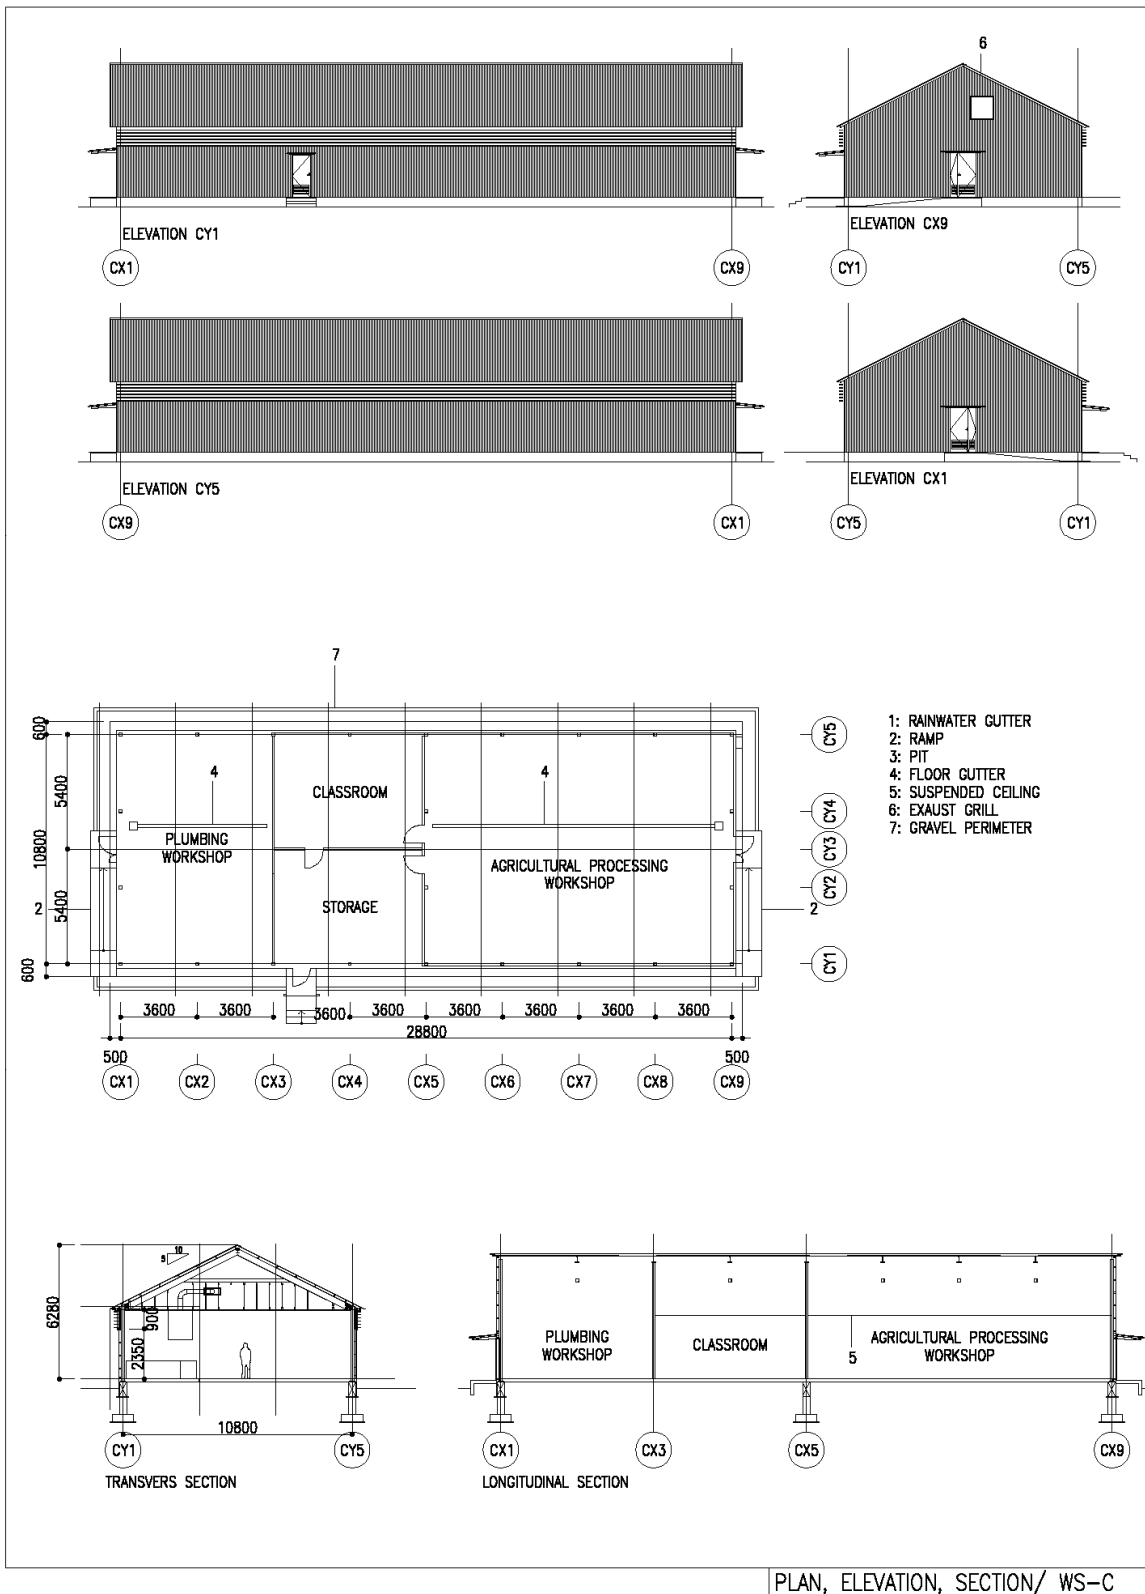 6
ELEVATION CY1
ELEVATION CX9
CX1
CX9
CY1
CY5
ELEVATION CY5
ELEVATION CX1
CX9
CX1
CY5
CY1
7
600
5400
10800
5400
600
4
4
CLASSROOM
PLUMBING
WORKSHOP
AGRICULTURAL PROCESSING
WORKSHOP
STORAGE
2
2
CY5
CY4
CY3
CY2
CY1
1: RAINWATER GUTTER
2: RAMP
3: PIT
4: FLOOR GUTTER
5: SUSPENDED CEILING
6: EXAUST GRILL
7: GRAVEL PERIMETER
3600 3600 3600 3600 3600 3600 3600
28800
500 500
CX1 CX2 CX3 CX4 CX5 CX6 CX7 CX8 CX9
10
5
6280
900
2350
10800
CY1
CY5
TRANSVERS SECTION
PLUMBING
WORKSHOP
CLASSROOM
AGRICULTURAL PROCESSING
WORKSHOP
5
CX1
CX3
CX5
CX9
LONGITUDINAL SECTION
PLAN, ELEVATION, SECTION/ WS-C